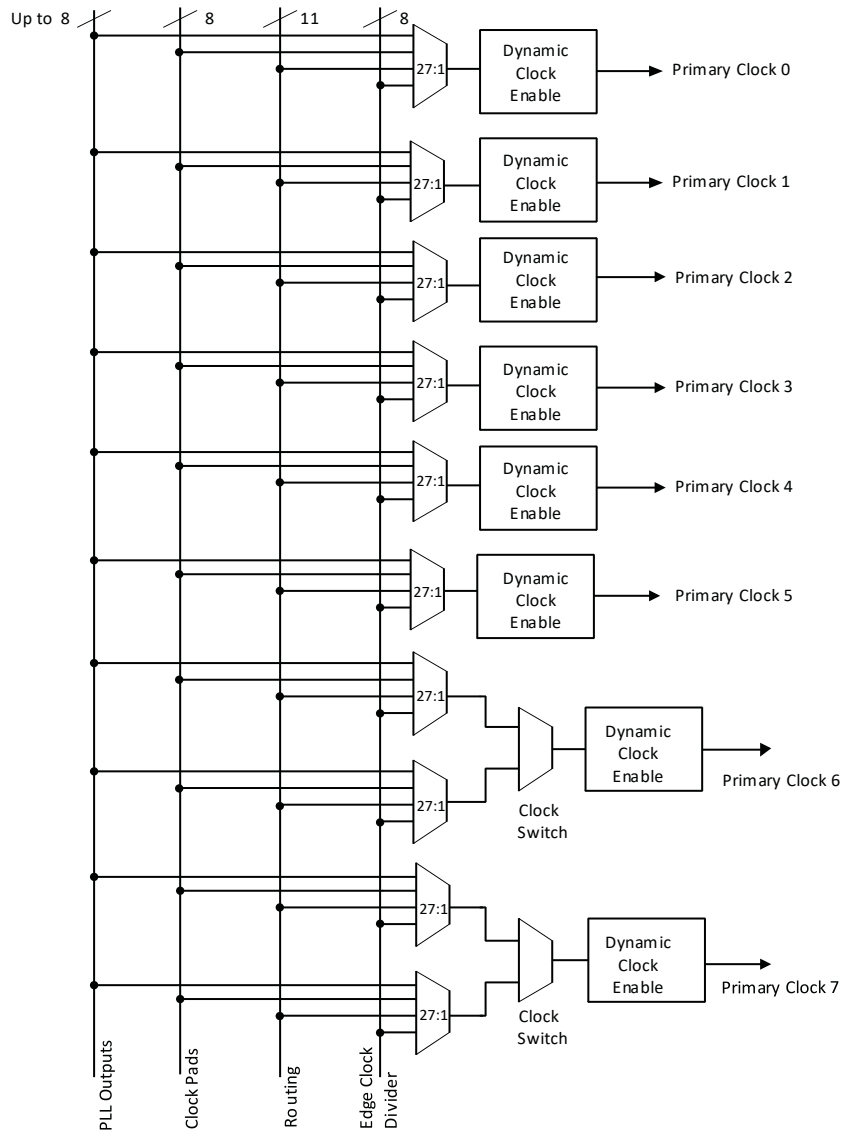 Up to 8
8
11
8
27:1
Dynamic
Clock
Enable
Primary Clock 0
27:1
Dynamic
Clock
Enable
Primary Clock 1
27:1
Dynamic
Clock
Enable
Primary Clock 2
27:1
Dynamic
Clock
Enable
Primary Clock 3
27:1
Dynamic
Clock
Enable
Primary Clock 4
27:1
Dynamic
Clock
Enable
Primary Clock 5
27:1
27:1
Clock
Switch
Dynamic
Clock
Enable
Primary Clock 6
27:1
27:1
Clock
Switch
Dynamic
Clock
Enable
Primary Clock 7
PLL Outputs
Clock Pads
Routing
Edge Clock
Divider